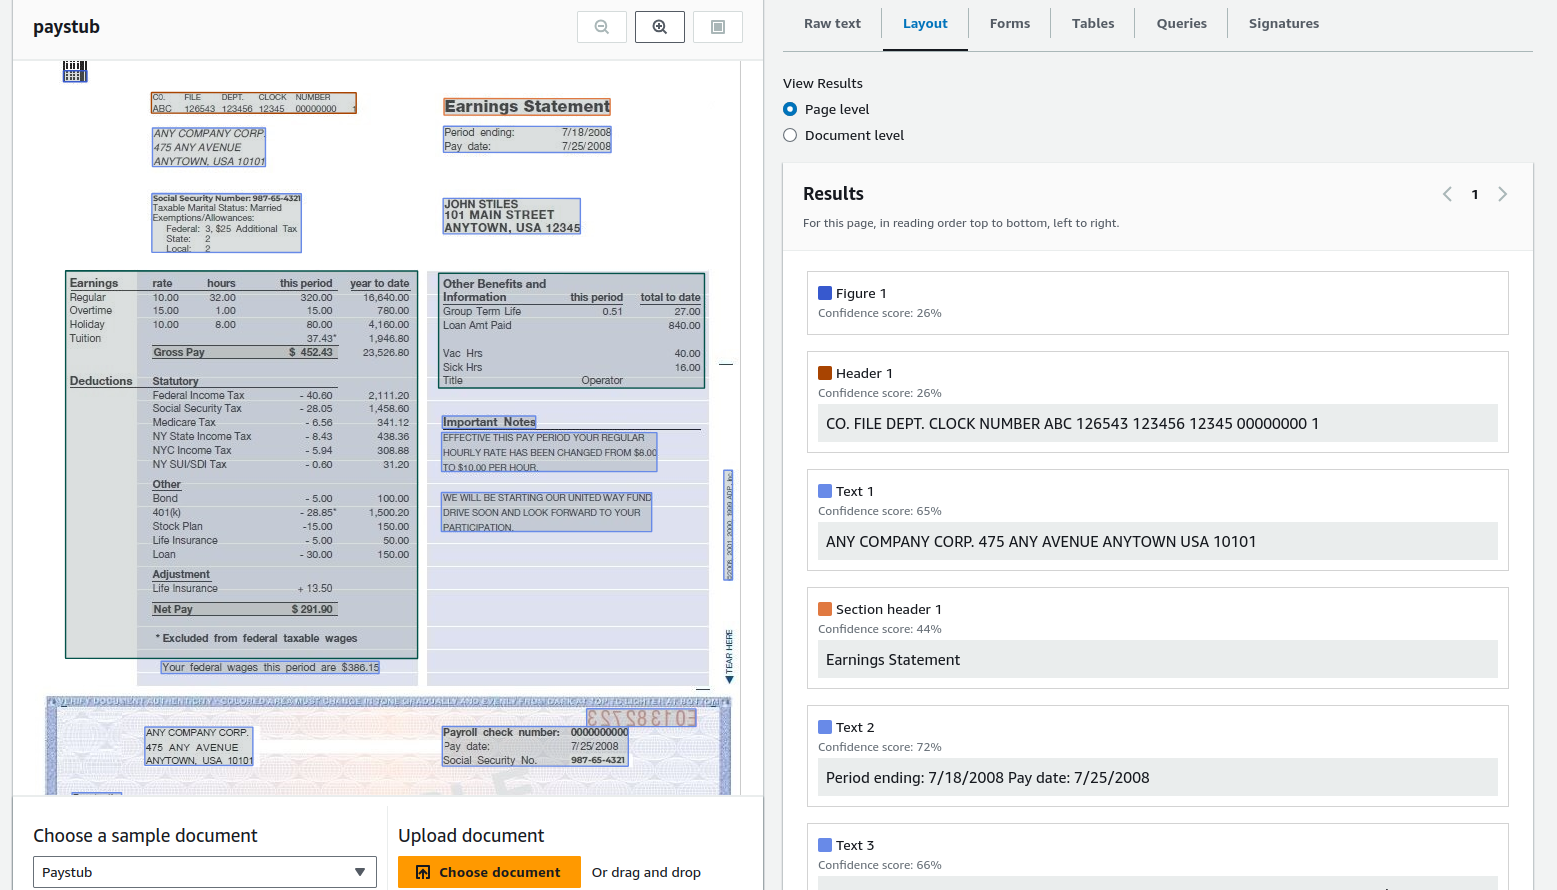 paystub
CO. FILE DEPT. CLOCK NUMBER
ABC 126543 123456 12345 00000000 1
ANY COMPANY CORP.
475 ANY AVENUE
ANYTOWN, USA 10101
Earnings Statement
Period ending: 7/18/2008
Pay date: 7/25/2008
Social Security Number: 987-65-4321
Taxable Marital Status: Married
Exemptions/Allowances:
Federal: 3, $25 Additional Tax
State: 2
Local: 2
JOHN STILES
101 MAIN STREET
ANYTOWN, USA 12345
Earnings rate hours this period year to date
Regular 10.00 32.00 320.00 16,640.00
Overtime 15.00 1.00 15.00 780.00
Holiday 10.00 8.00 80.00 4,160.00
Tuition 37.43* 1,946.80
Gross Pay $ 452.43 23,526.80
Deductions Statutory
Federal Income Tax - 40.60 2,111.20
Social Security Tax - 28.05 1,458.60
Medicare Tax - 6.56 341.12
NY State Income Tax - 8.43 438.36
NYC Income Tax - 5.94 308.88
NY SUI/SDI Tax - 0.60 31.20
Other
Bond - 5.00 100.00
401(k) - 28.85* 1,500.20
Stock Plan -15.00 150.00
Life Insurance - 5.00 50.00
Loan - 30.00 150.00
Adjustment
Life Insurance + 13.50
Net Pay $ 291.90
* Excluded from federal taxable wages
Your federal wages this period are $386.15
Other Benefits and
Information this period total to date
Group Term Life 0.51 27.00
Loan Amt Paid 840.00
Vac Hrs 40.00
Sick Hrs 16.00
Title Operator
Important Notes
EFFECTIVE THIS PAY PERIOD YOUR REGULAR
HOURLY RATE HAS BEEN CHANGED FROM $8.00
TO $10.00 PER HOUR.
WE WILL BE STARTING OUR UNITED WAY FUND
DRIVE SOON AND LOOK FORWARD TO YOUR
PARTICIPATION.
TEAR HERE
VERIFY DOCUMENT AUTHENTICITY - COLORED AREA MUST CHANGE IN TONE GRADUALLY AND EVENLY FROM DARK AT TOP TO LIGHTER AT BOTTOM
E01382723
ANY COMPANY CORP.
475 ANY AVENUE
ANYTOWN, USA 10101
Payroll check number: 0000000000
Pay date: 7/25/2008
Social Security No. 987-65-4321
Choose a sample document
Paystub
Upload document
Choose document Or drag and drop
Raw text Layout Forms Tables Queries Signatures
View Results
Page level
Document level
Results
1
For this page, in reading order top to bottom, left to right.
Figure 1
Confidence score: 26%
Header 1
Confidence score: 26%
CO. FILE DEPT. CLOCK NUMBER ABC 126543 123456 12345 00000000 1
Text 1
Confidence score: 65%
ANY COMPANY CORP. 475 ANY AVENUE ANYTOWN USA 10101
Section header 1
Confidence score: 44%
Earnings Statement
Text 2
Confidence score: 72%
Period ending: 7/18/2008 Pay date: 7/25/2008
Text 3
Confidence score: 66%